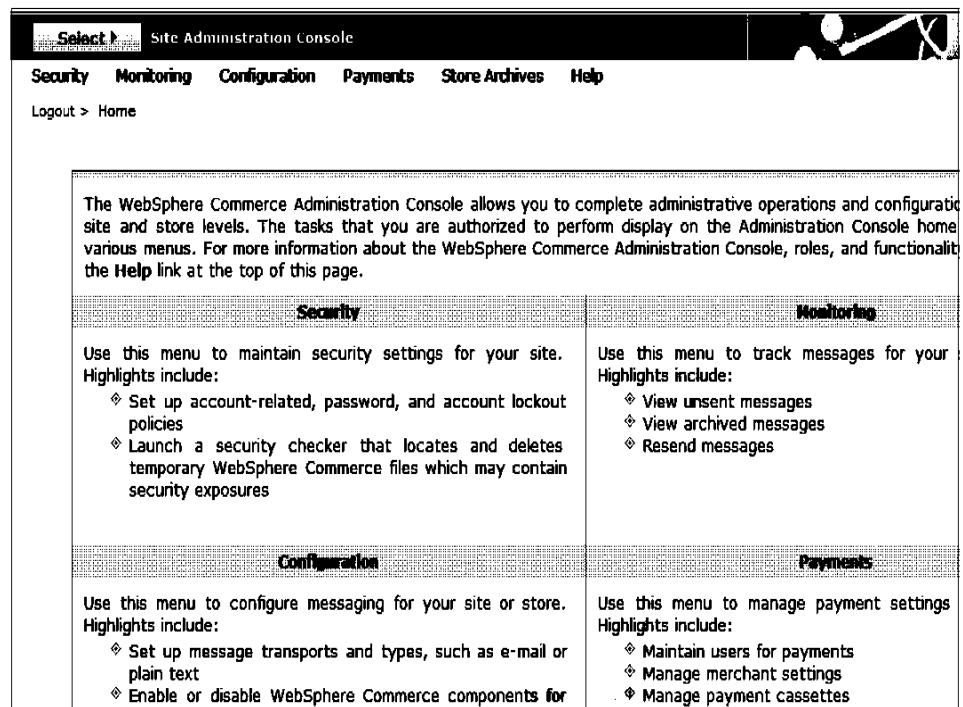 Select
Site Administration Console
Security Monitoring Configuration Payments Store Archives Help
Logout > Home
The WebSphere Commerce Administration Console allows you to complete administrative operations and configuratio
site and store levels. The tasks that you are authorized to perform display on the Administration Console home
various menus. For more information about the WebSphere Commerce Administration Console, roles, and functionality
the Help link at the top of this page.
Security
Use this menu to maintain security settings for your site.
Highlights include:
Set up account-related, password, and account lockout
policies
Launch a security checker that locates and deletes
temporary WebSphere Commerce files which may contain
security exposures
Monitoring
Use this menu to track messages for your
Highlights include:
View unsent messages
View archived messages
Resend messages
Configuration
Use this menu to configure messaging for your site or store.
Highlights include:
Set up message transports and types, such as e-mail or
plain text
Enable or disable WebSphere Commerce components for
Payments
Use this menu to manage payment settings
Highlights include:
Maintain users for payments
Manage merchant settings
Manage payment cassettes